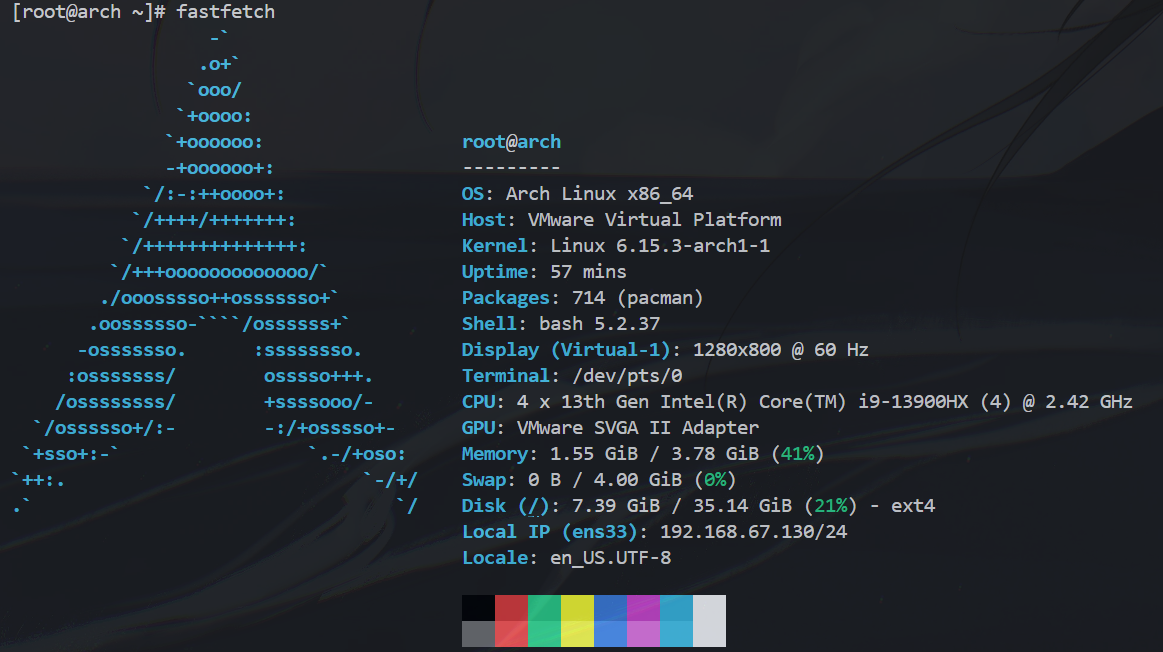 [root@arch ~]# fastfetch
                  -`
                 .o+`
                `ooo/
               `+oooo:
              `+oooooo:                  root@arch
              -+oooooo+:                 ---------
            `/:-:++oooo+:                OS: Arch Linux x86_64
           `/++++/+++++++:               Host: VMware Virtual Platform
          `/++++++++++++++:              Kernel: Linux 6.15.3-arch1-1
         `/+++ooooooooooooo/`            Uptime: 57 mins
        ./ooosssso++osssssso+`           Packages: 714 (pacman)
       .oossssso-````/ossssss+`          Shell: bash 5.2.37
      -osssssso.      :ssssssso.         Display (Virtual-1): 1280x800 @ 60 Hz
     :osssssss/        osssso+++.        Terminal: /dev/pts/0
    /ossssssss/        +ssssooo/-        CPU: 4 x 13th Gen Intel(R) Core(TM) i9-13900HX (4) @ 2.42 GHz
  `/ossssso+/:-        -:/+osssso+-      GPU: VMware SVGA II Adapter
 `+sso+:-`                 `.-/+oso:     Memory: 1.55 GiB / 3.78 GiB (41%)
`++:.                           `-/+/    Swap: 0 B / 4.00 GiB (0%)
.`                                 `/    Disk (/): 7.39 GiB / 35.14 GiB (21%) - ext4
                                         Local IP (ens33): 192.168.67.130/24
                                         Locale: en_US.UTF-8